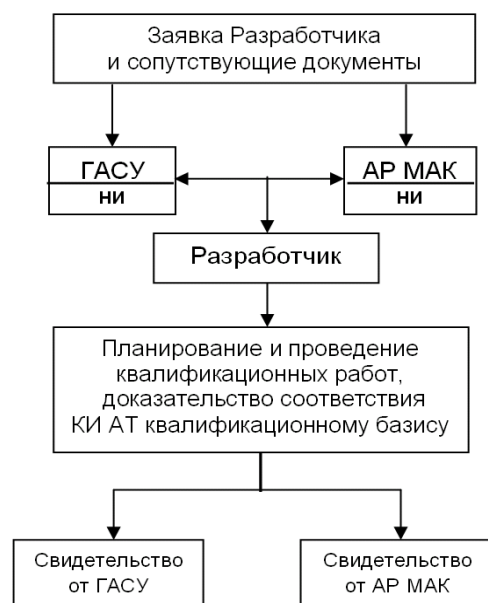 Заявка Разработчика
и сопутствующие документы
ГАСУ
ни
АР МАК
ни
Разработчик
Планирование и проведение
квалификационных работ,
доказательство соответствия
КИ АТ квалификационному базису
Свидетельство
от ГАСУ
Свидетельство
от АР МАК